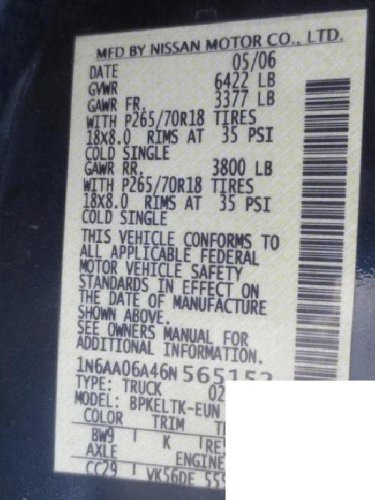 MFD BY NISSAN MOTOR CO., LTD.
DATE 05/06
GVWR 6422 LB
GAWR FR. 3377 LB
WITH P265/70R18 TIRES
18X8.0 RIMS AT 35 PSI
COLD SINGLE
GAWR RR. 3800 LB
WITH P265/70R18 TIRES
18X8.0 RIMS AT 35 PSI
COLD SINGLE
THIS VEHICLE CONFORMS TO
ALL APPLICABLE FEDERAL
MOTOR VEHICLE SAFETY
STANDARDS IN EFFECT ON
THE DATE OF MANUFACTURE
SHOWN ABOVE.
SEE OWNERS MANUAL FOR
ADDITIONAL INFORMATION.
1N6AA06A46N565152
TYPE: TRUCK 02
MODEL: BPKELTK-EUN
COLOR TRIM
BW9 K
AXLE ENGINE
CC29 VK56DE